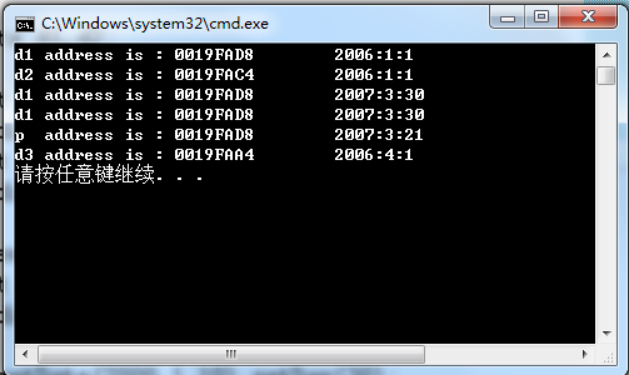 C:\Windows\system32\cmd.exe
d1 address is : 0019FAD8 2006:1:1
d2 address is : 0019FAC4 2006:1:1
d1 address is : 0019FAD8 2007:3:30
d1 address is : 0019FAD8 2007:3:30
p address is : 0019FAD8 2007:3:21
d3 address is : 0019FAA4 2006:4:1
请按任意键继续. . .